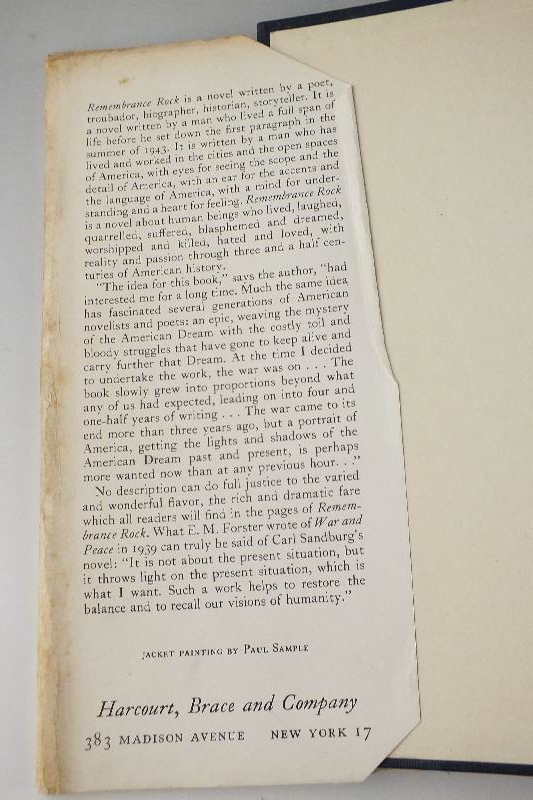 Remembrance Rock is a novel written by a poet,
troubador, biographer, historian, storyteller. It is
a novel written by a man who lived a full span of
life before he set down the first paragraph in the
summer of 1943. It is written by a man who has
lived and worked in the cities and the open spaces
of America, with eyes for seeing the scope and the
detail of America, with an ear for the accents and
the language of America, with a mind for under-
standing and a heart for feeling. Remembrance Rock
is a novel about human beings who lived, laughed,
quarrelled, suffered, blasphemed and dreamed,
worshipped and killed, hated and loved, with
reality and passion through three and a half cen-
turies of American history.
"The idea for this book," says the author, "had
interested me for a long time. Much the same idea
has fascinated several generations of American
novelists and poets: an epic, weaving the mystery
of the American Dream with the costly toil and
bloody struggles that have gone to keep alive and
carry further that Dream. At the time I decided
to undertake the work, the war was on . . . The
book slowly grew into proportions beyond what
any of us had expected, leading on into four and
one-half years of writing . . . The war came to its
end more than three years ago, but a portrait of
America, getting the lights and shadows of the
American Dream past and present, is perhaps
more wanted now than at any previous hour. . ."
No description can do full justice to the varied
and wonderful flavor, the rich and dramatic fare
which all readers will find in the pages of Remem-
brance Rock. What E. M. Forster wrote of War and
Peace in 1939 can truly be said of Carl Sandburg's
novel: "It is not about the present situation, but
it throws light on the present situation, which is
what I want. Such a work helps to restore the
balance and to recall our visions of humanity."
JACKET PAINTING BY PAUL SAMPLE
Harcourt, Brace and Company
383 MADISON AVENUE NEW YORK 17